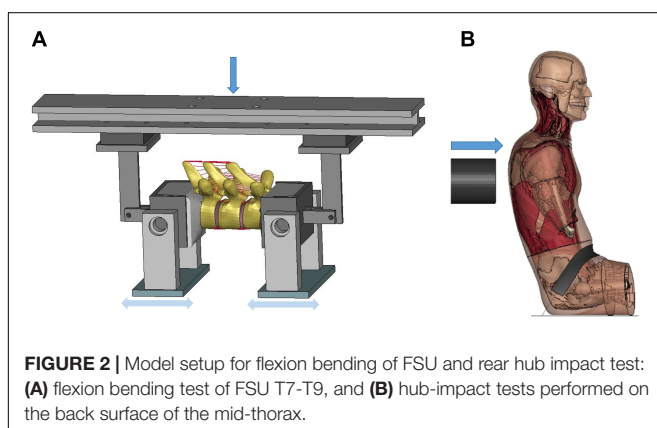 A
B
FIGURE 2 | Model setup for flexion bending of FSU and rear hub impact test:
(A) flexion bending test of FSU T7-T9, and (B) hub-impact tests performed on
the back surface of the mid-thorax.